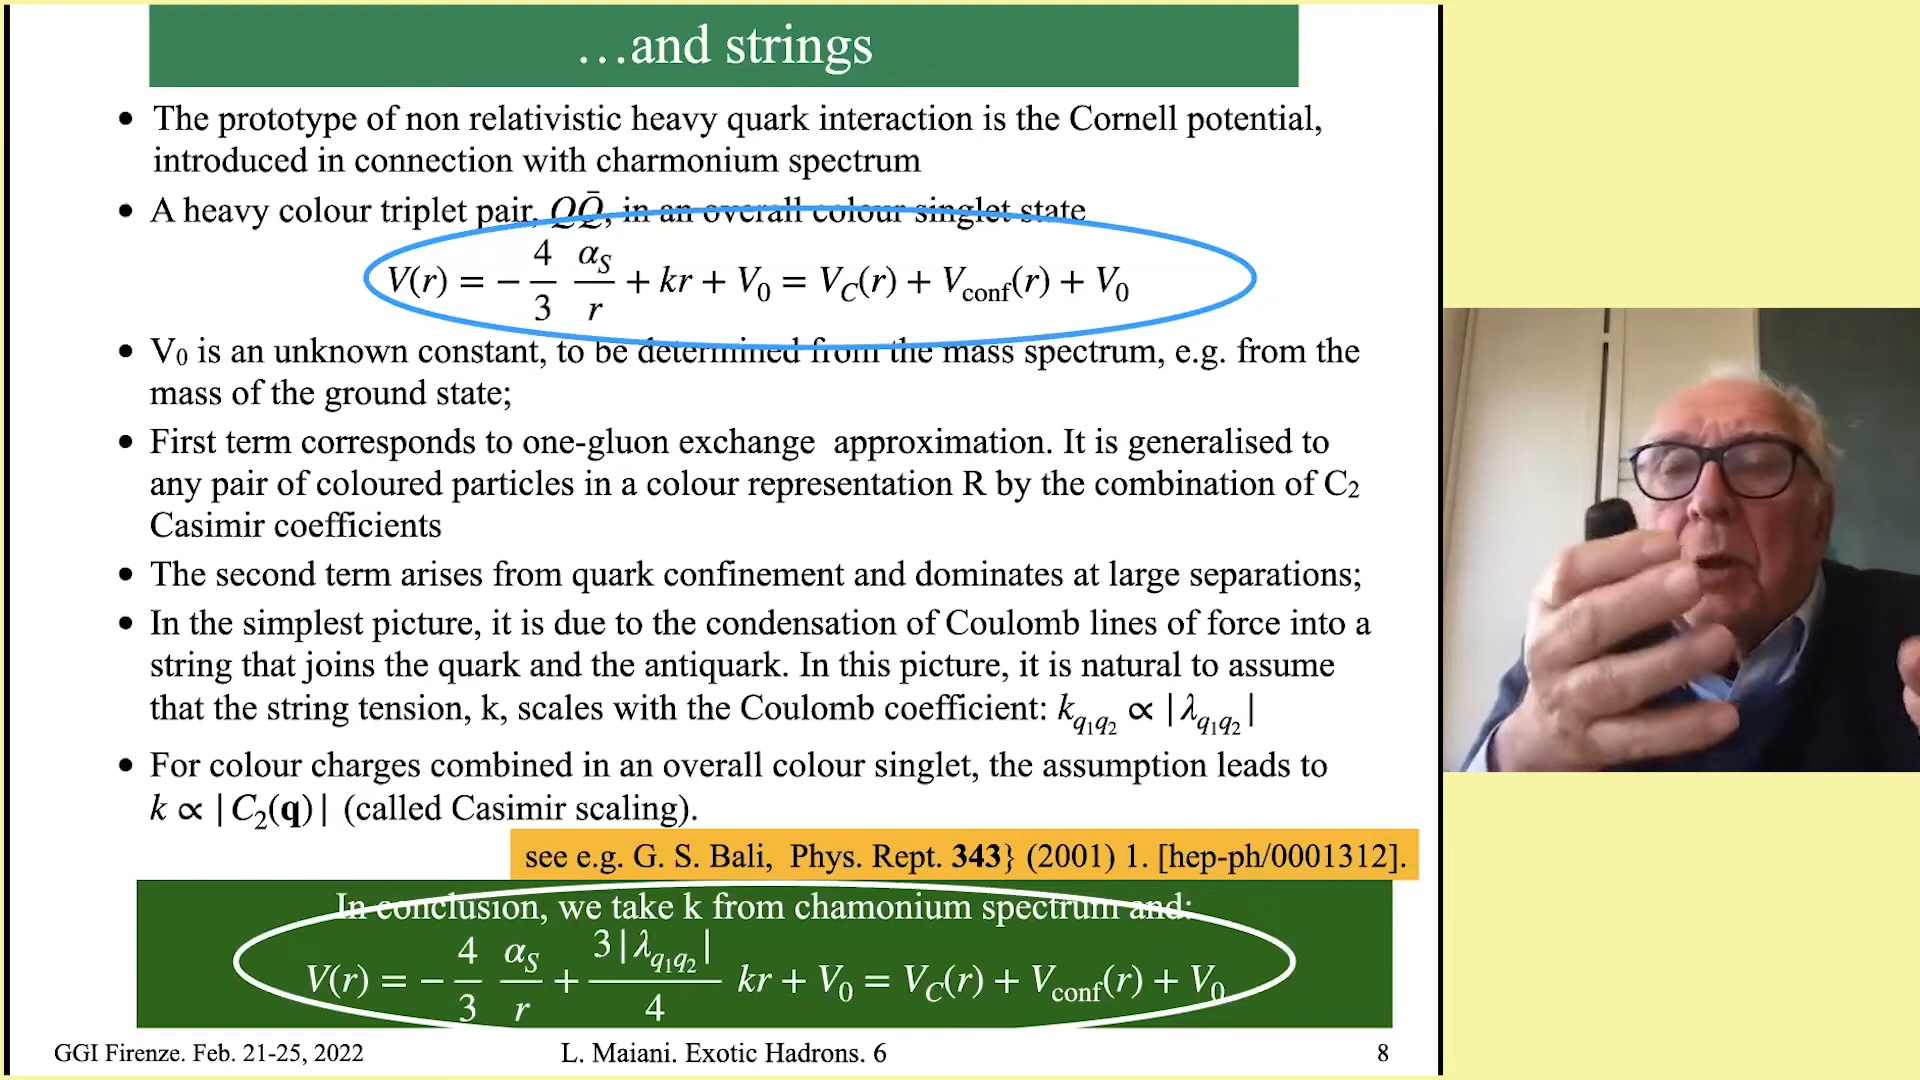 …and strings
• The prototype of non relativistic heavy quark interaction is the Cornell potential,
introduced in connection with charmonium spectrum
• A heavy colour triplet pair, QQ̄, in an overall colour singlet state
V(r) = −4/3 α_S/r + kr + V_0 = V_C(r) + V_conf(r) + V_0
• V₀ is an unknown constant, to be determined from the mass spectrum, e.g. from the
mass of the ground state;
• First term corresponds to one-gluon exchange approximation. It is generalised to
any pair of coloured particles in a colour representation R by the combination of C₂
Casimir coefficients
• The second term arises from quark confinement and dominates at large separations;
• In the simplest picture, it is due to the condensation of Coulomb lines of force into a
string that joins the quark and the antiquark. In this picture, it is natural to assume
that the string tension, k, scales with the Coulomb coefficient: k_{q₁q₂} ∝ |λ_{q₁q₂}|
• For colour charges combined in an overall colour singlet, the assumption leads to
k ∝ |C₂(q)| (called Casimir scaling).
see e.g. G. S. Bali, Phys. Rept. 343} (2001) 1. [hep-ph/0001312].
In conclusion, we take k from chamonium spectrum and:
V(r) = −4/3 α_S/r + 3|λ_{q₁q₂}|/4 kr + V_0 = V_C(r) + V_conf(r) + V_0
GGI Firenze. Feb. 21-25, 2022
L. Maiani. Exotic Hadrons. 6
8